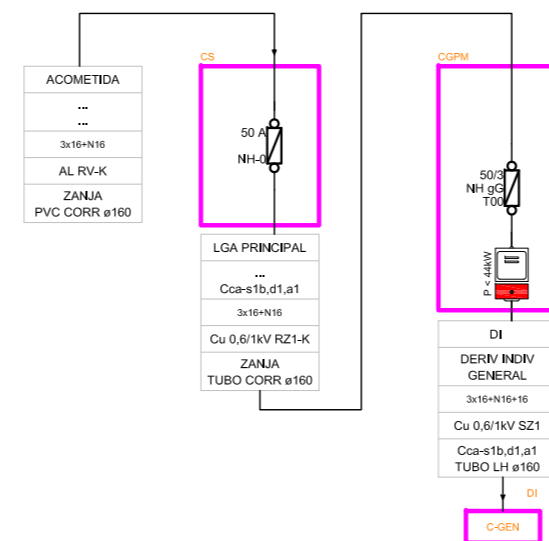 ACOMETIDA
...
...
3x16+N16
AL RV-K
ZANJA
PVC CORR ø160
CS
50 A
NH-0
LGA PRINCIPAL
...
Cca-s1b,d1,a1
3x16+N16
Cu 0,6/1kV RZ1-K
ZANJA
TUBO CORR ø160
CGPM
50/3
NH gG
T00
P < 44kW
DI
DERIV INDIV
GENERAL
3x16+N16+16
Cu 0,6/1kV SZ1
Cca-s1b,d1,a1
TUBO LH ø160
DI
C-GEN